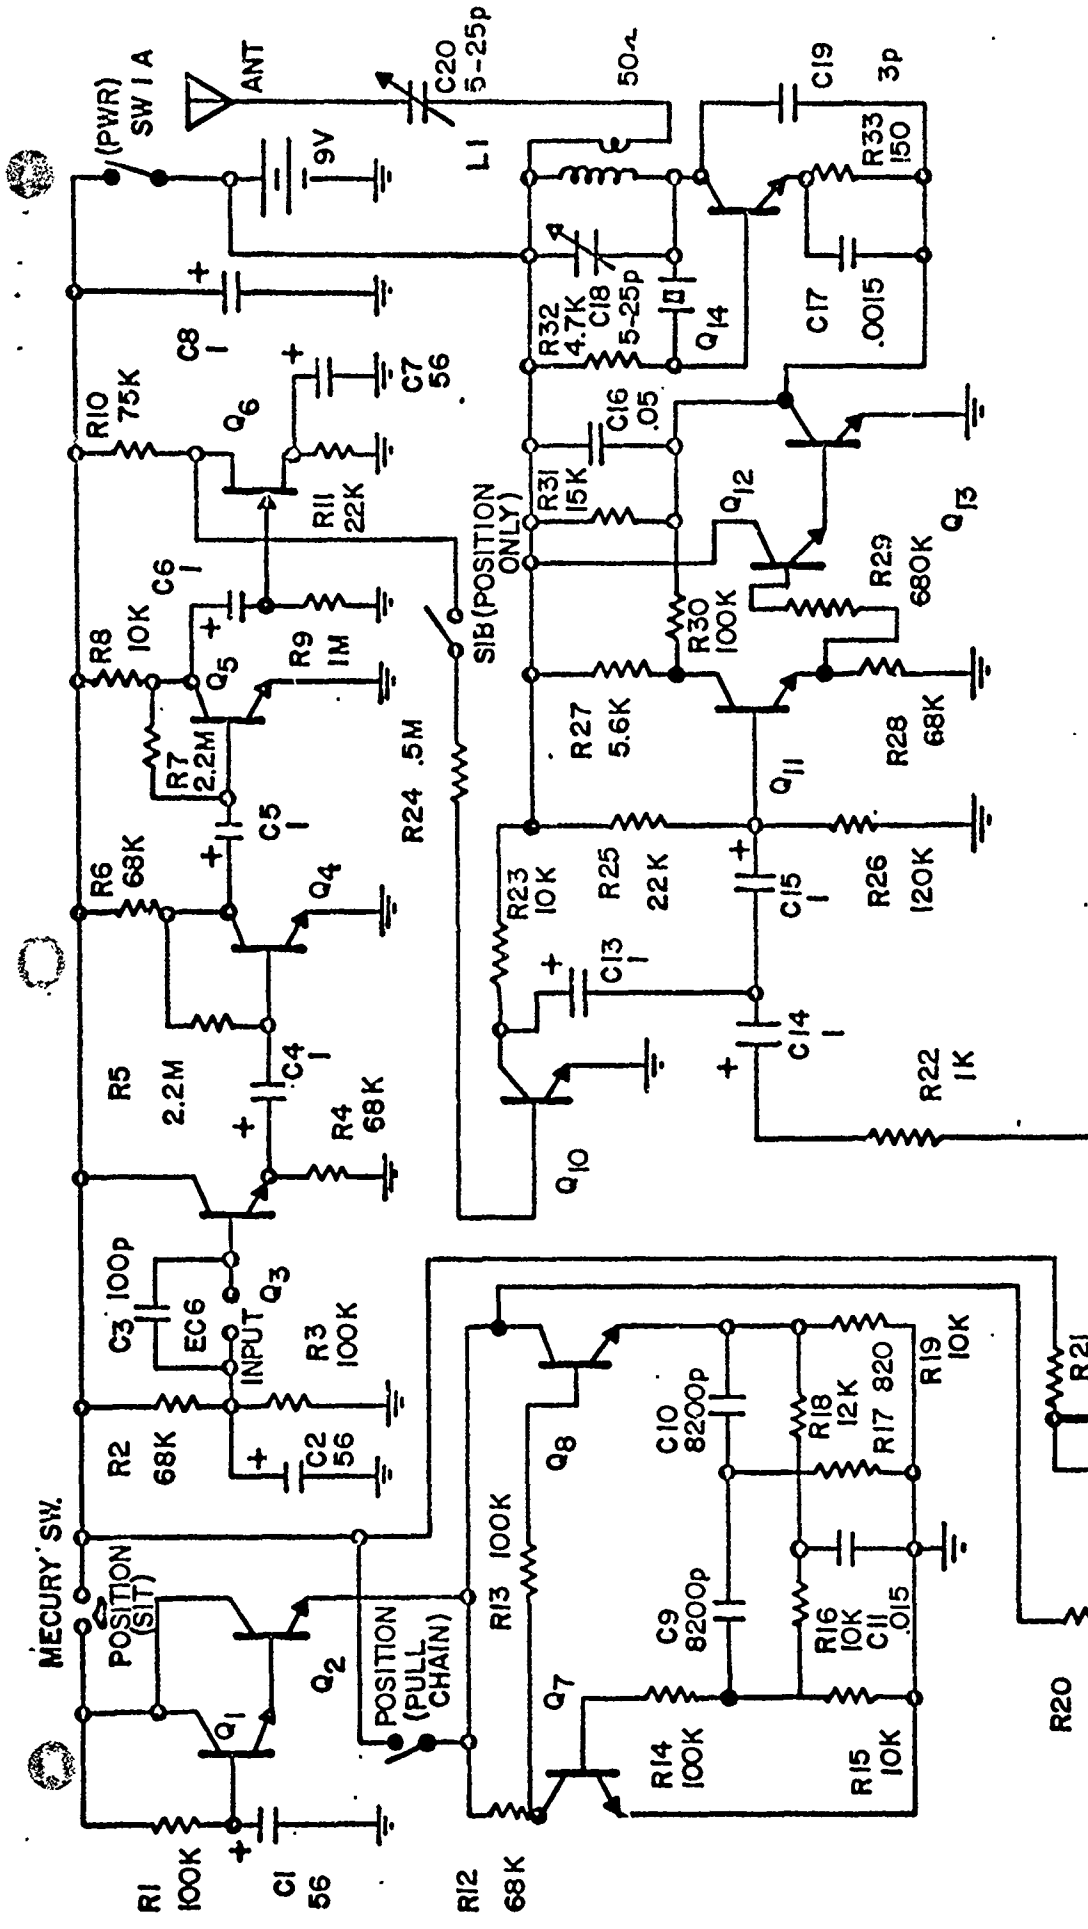 MECURY SW.
POSITION
(SIT)
R1
100K
C1
56
Q1
Q2
POSITION
(PULL
CHAIN)
R2
68K
C2
56
C3 100p
EC6
INPUT
R3
100K
Q3
R4
68K
C4
1
R5
2.2M
R6
68K
Q4
C5
1
R7
2.2M
R8
10K
Q5
R9
1M
C6
1
R10
75K
Q6
R11
22K
C7
56
C8
1
(PWR)
SW1A
9V
ANT
C20
5-25p
R24 .5M
S1B(POSITION
ONLY)
Q10
R23
10K
C13
1
C14
1
R22
1K
C15
1
R25
22K
R26
120K
R27
5.6K
Q11
R28
68K
R30
100K
R29
680K
R31
15K
Q12
Q13
C16
.05
R32
4.7K
C18
5-25p
Q14
L1
50Ω
C17
.0015
R33
150
C19
3p
R12
68K
R13 100K
Q7
Q8
R14
100K
R15
10K
C9
8200p
R16
10K
C11
.015
C10
8200p
R18
12K
R17 820
R19
10K
R20
R21